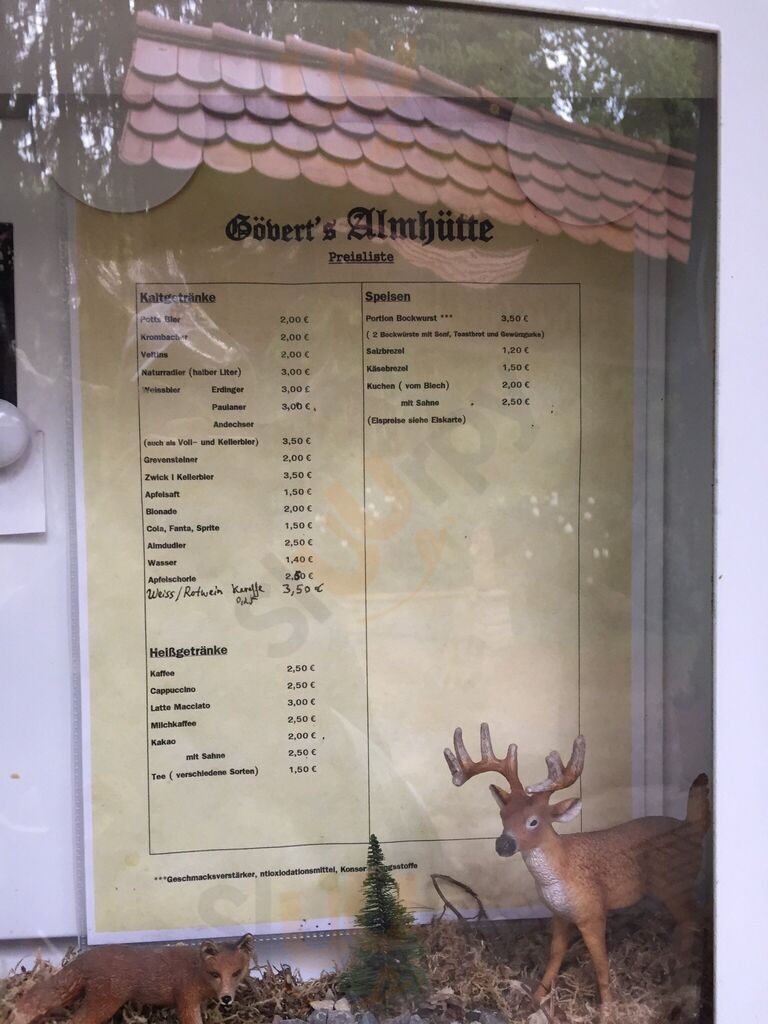 Gövert's Almhütte
Preisliste
Kaltgetränke
Potts Bier 2,00 €
Krombacher 2,00 €
Veltins 2,00 €
Naturradler (halber Liter) 3,00 €
Weissbier Erdinger 3,00 €
Paulaner 3,00 €
Andechser
(auch als Voll- und Kellerbier) 3,50 €
Grevensteiner 2,00 €
Zwick l Kellerbier 3,50 €
Apfelsaft 1,50 €
Bionade 2,00 €
Cola, Fanta, Sprite 1,50 €
Almdudler 2,50 €
Wasser 1,40 €
Apfelschorle 2,50 €
Weiss/Rotwein Karaffe 3,50 €
Heißgetränke
Kaffee 2,50 €
Cappuccino 2,50 €
Latte Macciato 3,00 €
Milchkaffee 2,50 €
Kakao 2,00 €
mit Sahne 2,50 €
Tee ( verschiedene Sorten) 1,50 €
Speisen
Portion Bockwurst *** 3,50 €
( 2 Bockwürste mit Senf, Toastbrot und Gewürzgurke)
Salzbrezel 1,20 €
Käsebrezel 1,50 €
Kuchen ( vom Blech) 2,00 €
mit Sahne 2,50 €
(Eispreise siehe Eiskarte)
***Geschmacksverstärker, ntioxiodationsmittel,
sluurpy